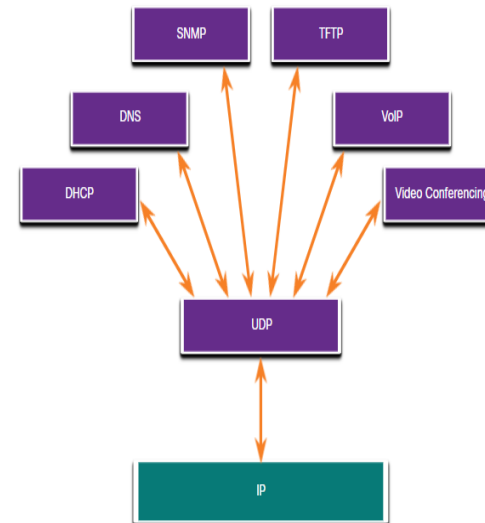 SNMP
TFTP
DNS
VoIP
DHCP
Video Conferencing
UDP
IP